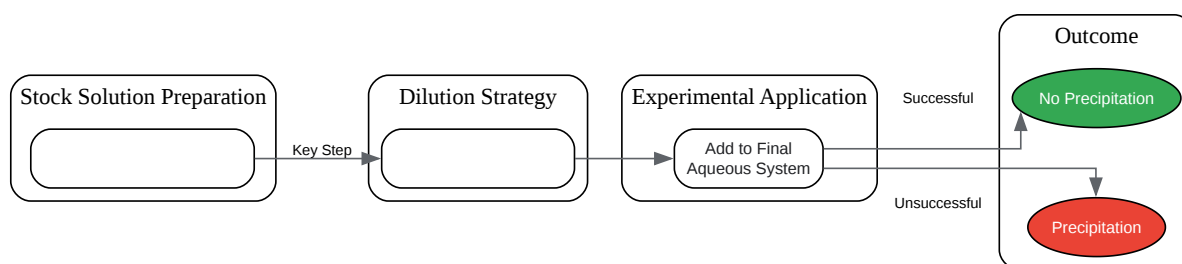 Outcome
Stock Solution Preparation
Dilution Strategy
Experimental Application
Successful
No Precipitation
Key Step
Add to Final
Aqueous System
Unsuccessful
Precipitation